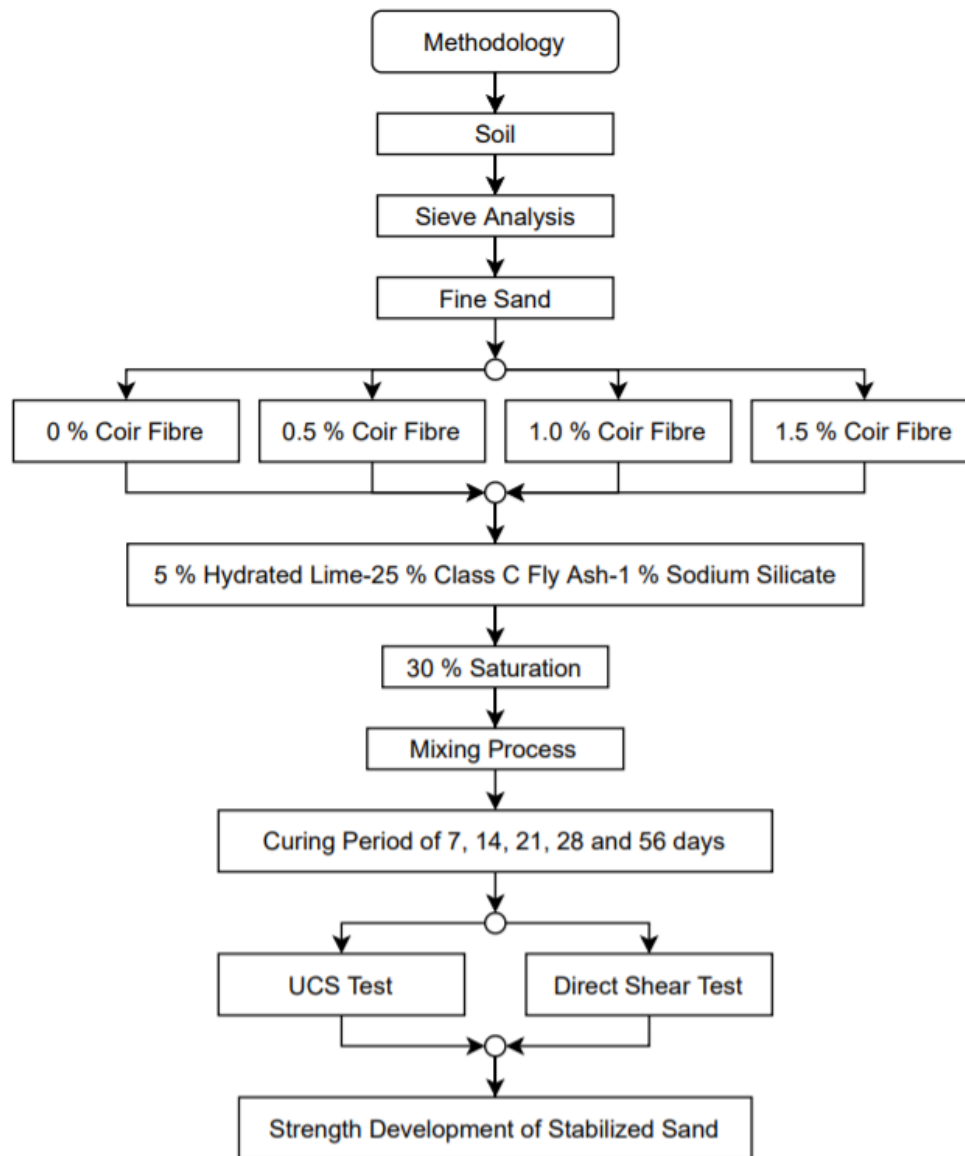 Methodology
Soil
Sieve Analysis
Fine Sand
0 % Coir Fibre
0.5 % Coir Fibre
1.0 % Coir Fibre
1.5 % Coir Fibre
5 % Hydrated Lime-25 % Class C Fly Ash-1 % Sodium Silicate
30 % Saturation
Mixing Process
Curing Period of 7, 14, 21, 28 and 56 days
UCS Test
Direct Shear Test
Strength Development of Stabilized Sand